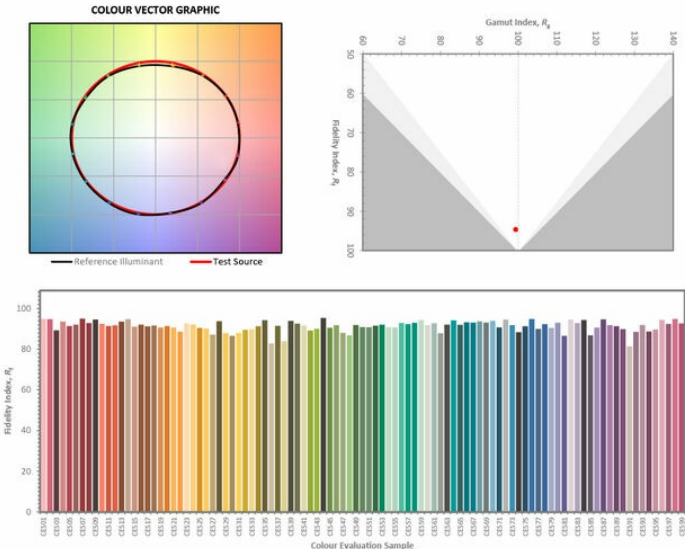 COLOUR VECTOR GRAPHIC
Reference Illuminant
Test Source
Gamut Index, Rg
60
70
80
90
100
110
120
130
140
Fidelity Index, Rf
50
60
70
80
90
100
Fidelity Index, Rf
100
80
60
40
20
0
CES01
CES03
CES05
CES07
CES09
CES11
CES13
CES15
CES17
CES19
CES21
CES23
CES25
CES27
CES29
CES31
CES33
CES35
CES37
CES39
CES41
CES43
CES45
CES47
CES49
CES51
CES53
CES55
CES57
CES59
CES61
CES63
CES65
CES67
CES69
CES71
CES73
CES75
CES77
CES79
CES81
CES83
CES85
CES87
CES89
CES91
CES93
CES95
CES97
CES99
Colour Evaluation Sample